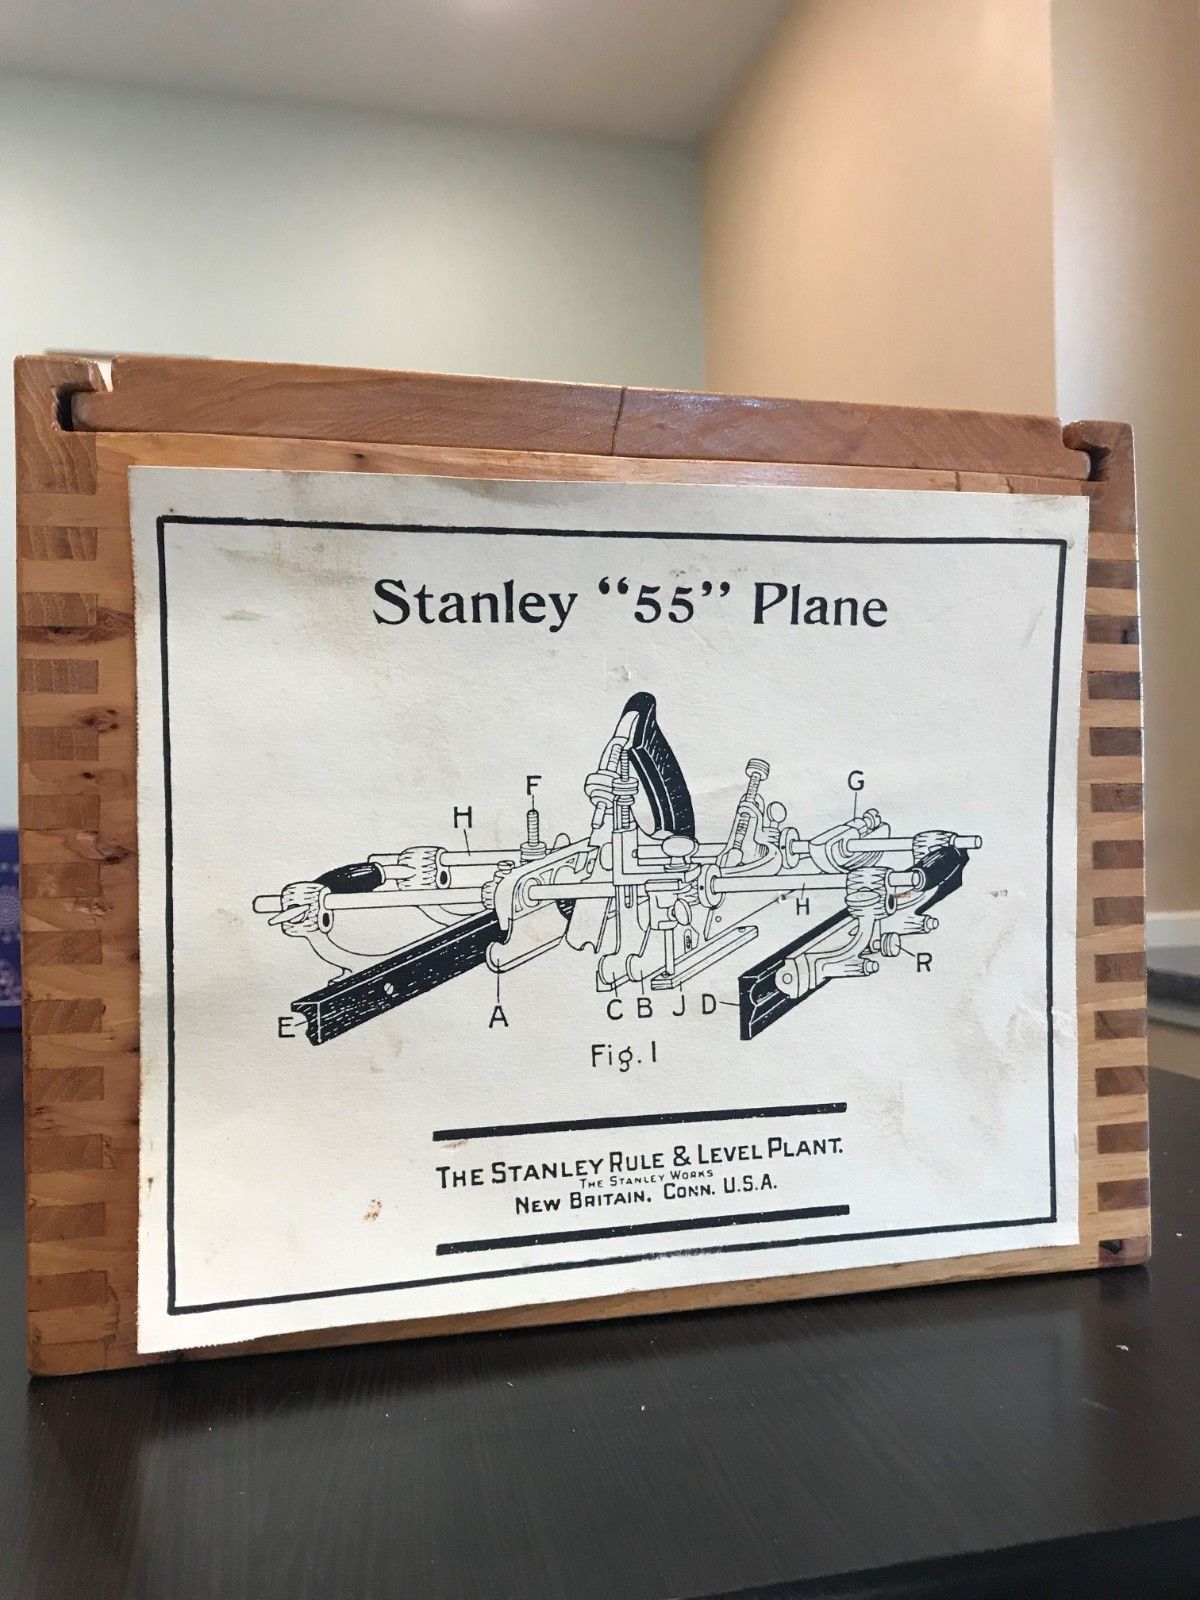 Stanley “55” Plane
F
G
H
H
R
E
A
C B J D
Fig. 1
THE STANLEY RULE & LEVEL PLANT.
THE STANLEY WORKS
NEW BRITAIN, CONN. U.S.A.